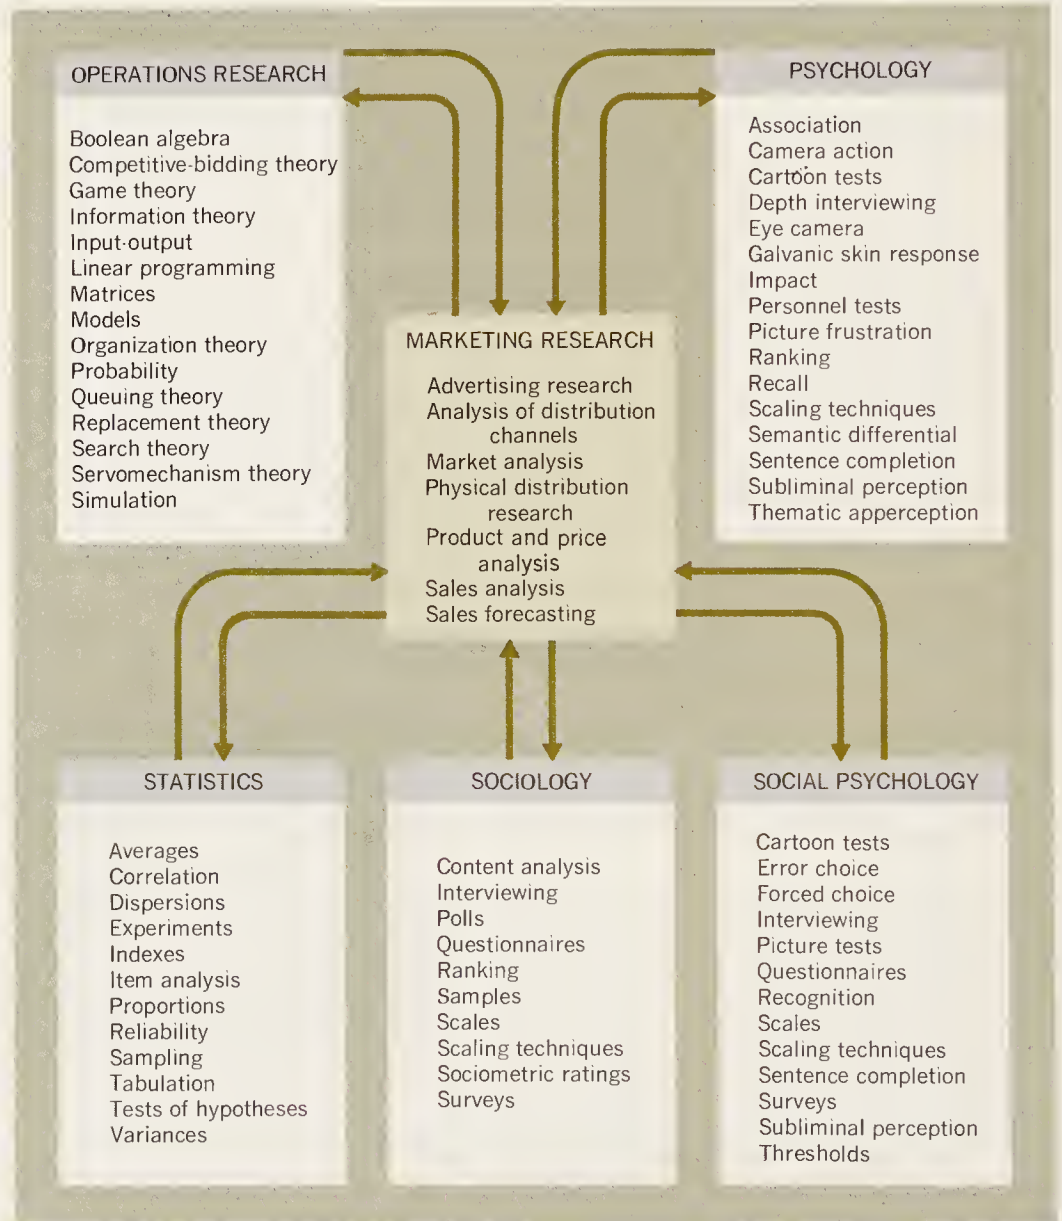 OPERATIONS RESEARCH
Boolean algebra
Competitive-bidding theory
Game theory
Information theory
Input-output
Linear programming
Matrices
Models
Organization theory
Probability
Queuing theory
Replacement theory
Search theory
Servomechanism theory
Simulation
PSYCHOLOGY
Association
Camera action
Cartoon tests
Depth interviewing
Eye camera
Galvanic skin response
Impact
Personnel tests
Picture frustration
Ranking
Recall
Scaling techniques
Semantic differential
Sentence completion
Subliminal perception
Thematic apperception
MARKETING RESEARCH
Advertising research
Analysis of distribution
channels
Market analysis
Physical distribution
research
Product and price
analysis
Sales analysis
Sales forecasting
STATISTICS
Averages
Correlation
Dispersions
Experiments
Indexes
Item analysis
Proportions
Reliability
Sampling
Tabulation
Tests of hypotheses
Variances
SOCIOLOGY
Content analysis
Interviewing
Polls
Questionnaires
Ranking
Samples
Scales
Scaling techniques
Sociometric ratings
Surveys
SOCIAL PSYCHOLOGY
Cartoon tests
Error choice
Forced choice
Interviewing
Picture tests
Questionnaires
Recognition
Scales
Scaling techniques
Sentence completion
Surveys
Subliminal perception
Thresholds